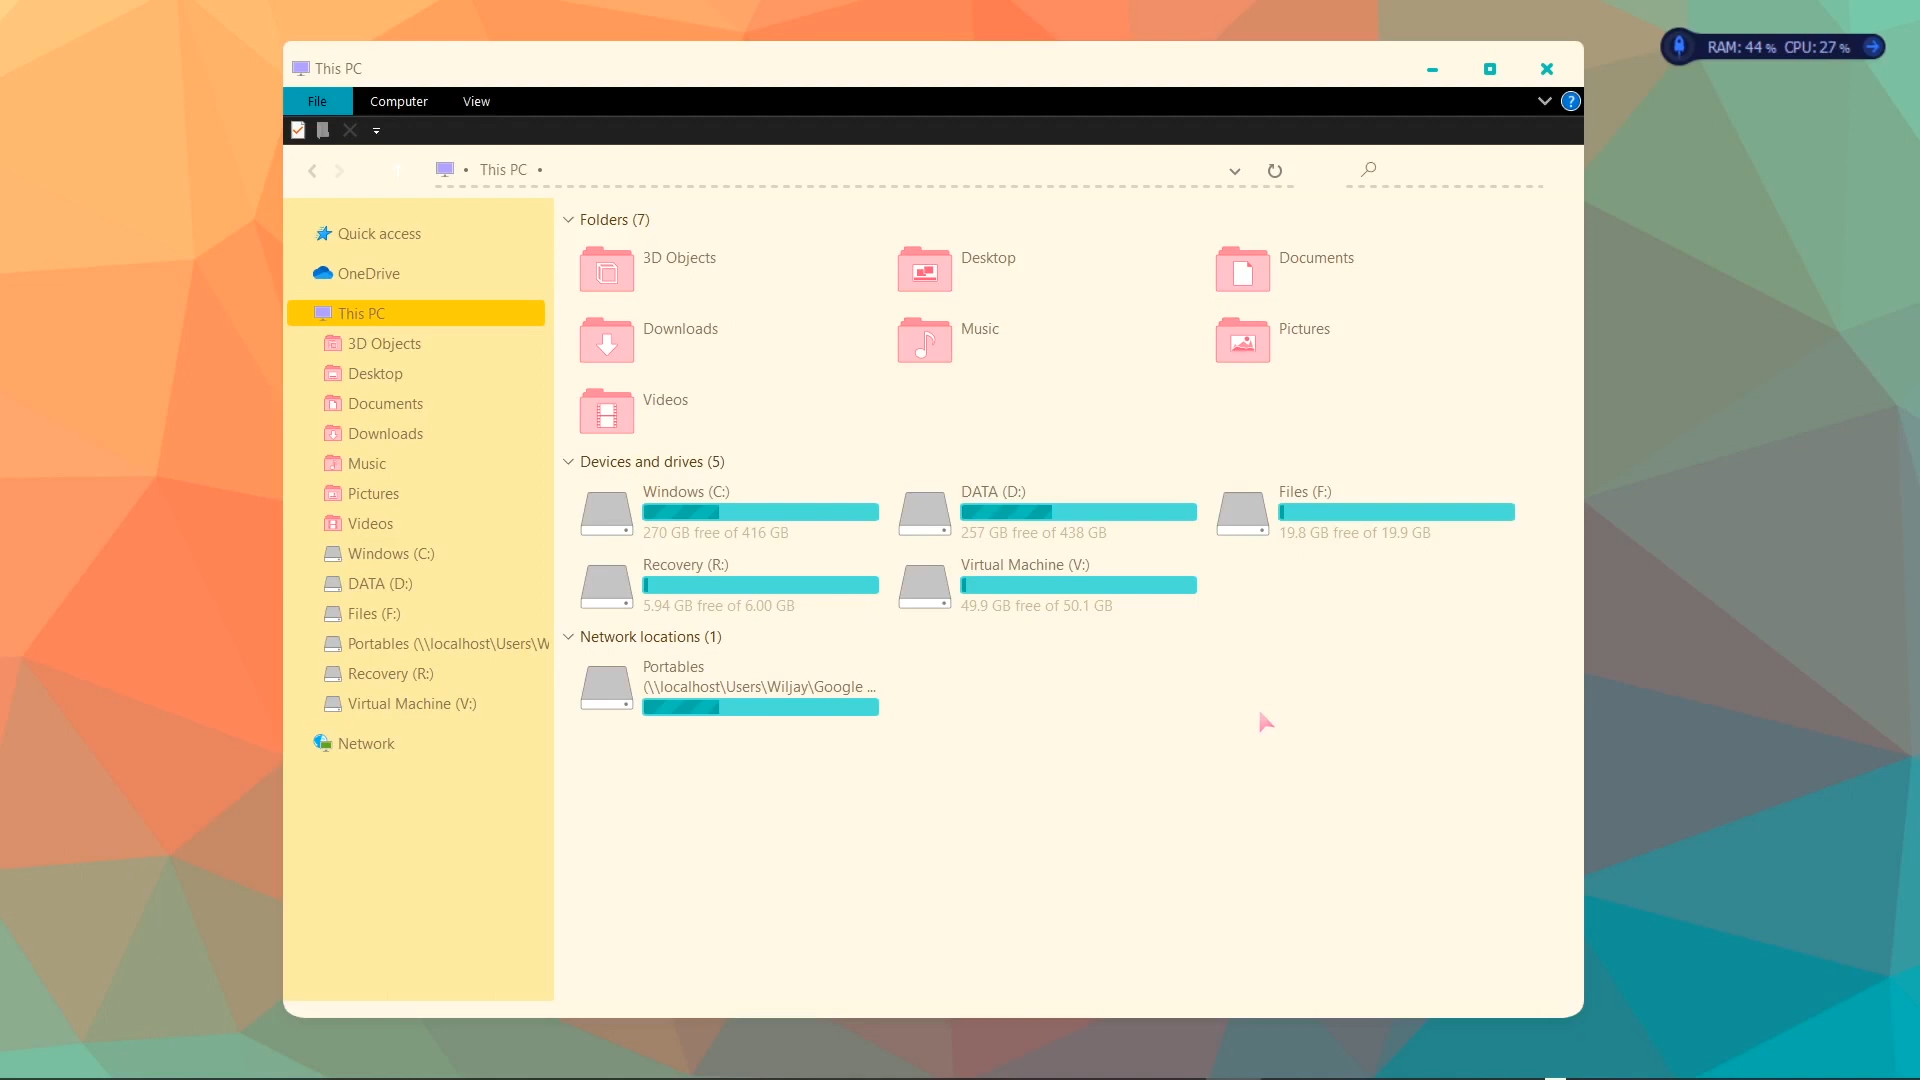 This PC
RAM: 44 % CPU: 27 %
File Computer View
?
This PC
Quick access
OneDrive
This PC
3D Objects
Desktop
Documents
Downloads
Music
Pictures
Videos
Windows (C:)
DATA (D:)
Files (F:)
Portables (\\localhost\Users\W
Recovery (R:)
Virtual Machine (V:)
Network
Folders (7)
3D Objects
Desktop
Documents
Downloads
Music
Pictures
Videos
Devices and drives (5)
Windows (C:)
270 GB free of 416 GB
DATA (D:)
257 GB free of 438 GB
Files (F:)
19.8 GB free of 19.9 GB
Recovery (R:)
5.94 GB free of 6.00 GB
Virtual Machine (V:)
49.9 GB free of 50.1 GB
Network locations (1)
Portables
(\\localhost\Users\Wiljay\Google ...